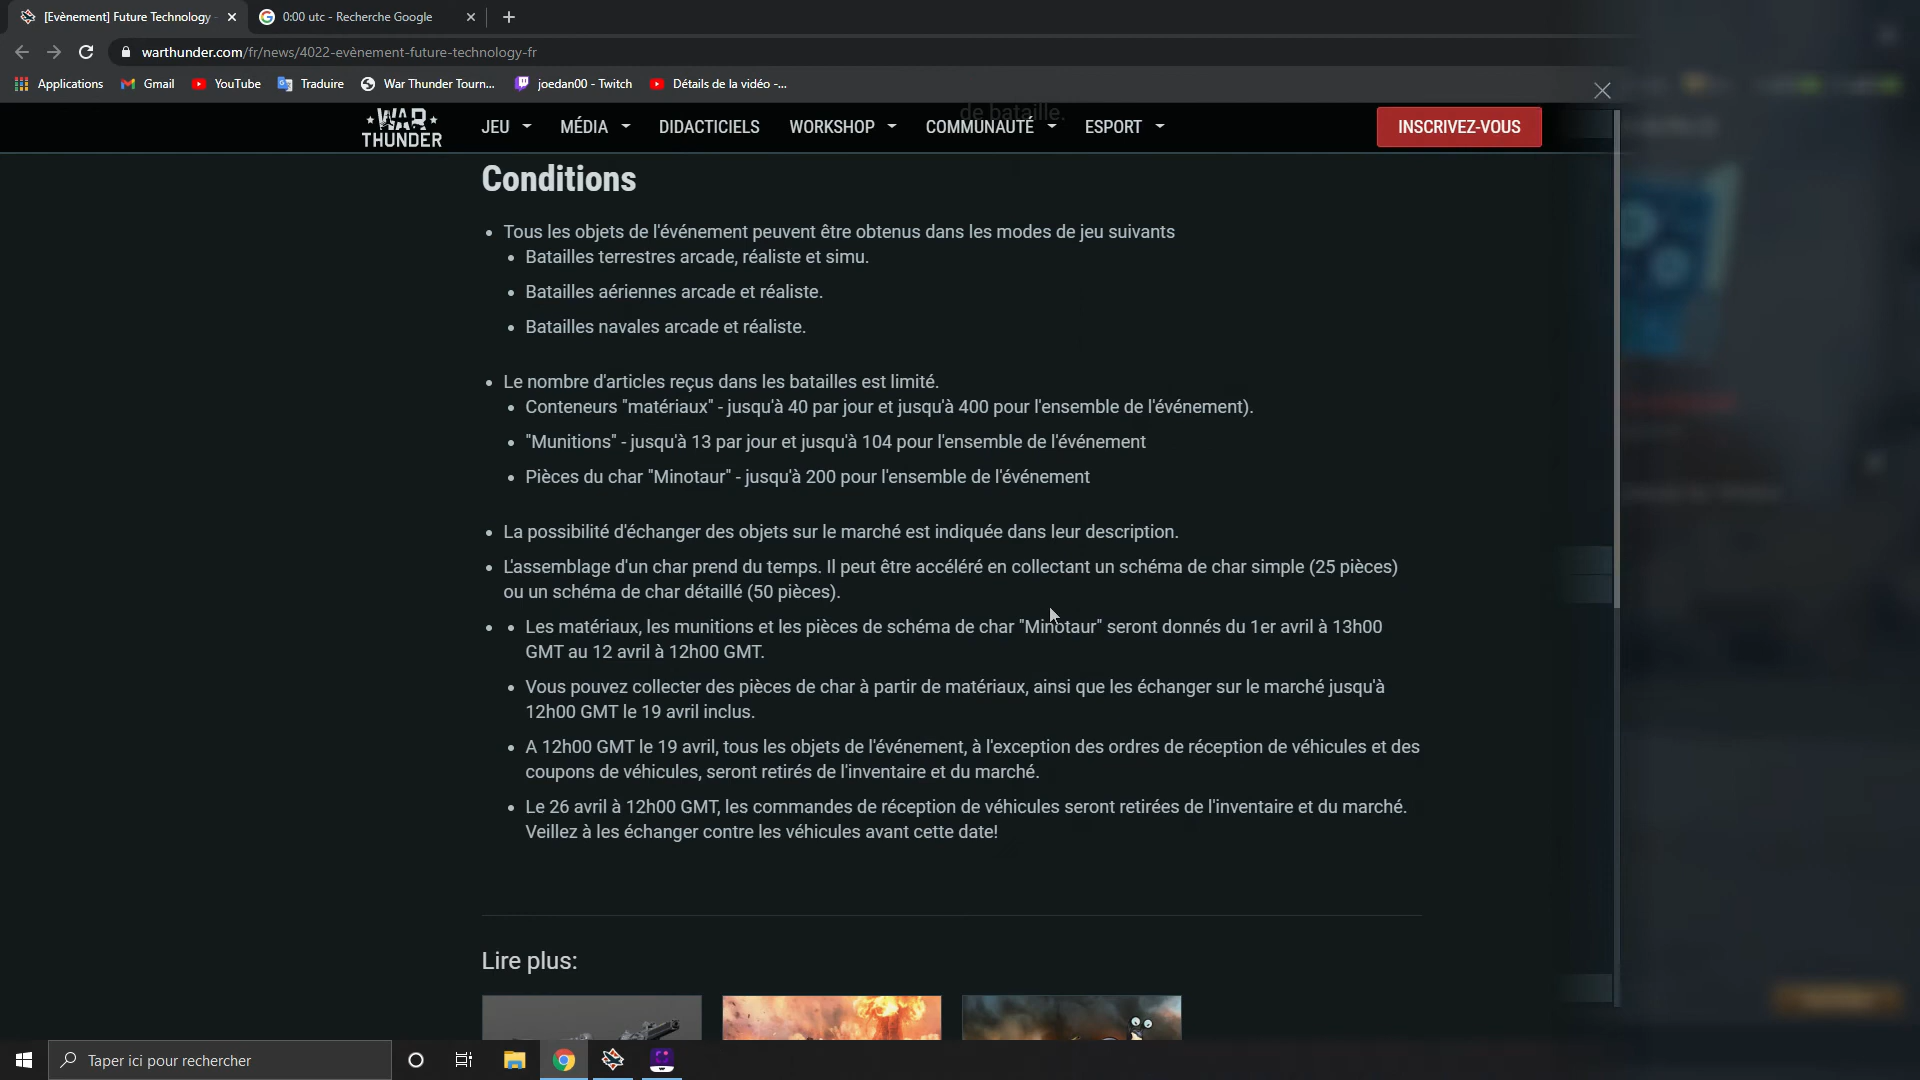 [Evènement] Future Technology -
0:00 utc - Recherche Google
warthunder.com/fr/news/4022-evènement-future-technology-fr
Applications
Gmail
YouTube
Traduire
War Thunder Tourn...
joedan00 - Twitch
Détails de la vidéo -...
de bataille.
WAR THUNDER
JEU
MÉDIA
DIDACTICIELS
WORKSHOP
COMMUNAUTÉ
ESPORT
INSCRIVEZ-VOUS
Conditions
Tous les objets de l'événement peuvent être obtenus dans les modes de jeu suivants
Batailles terrestres arcade, réaliste et simu.
Batailles aériennes arcade et réaliste.
Batailles navales arcade et réaliste.
Le nombre d'articles reçus dans les batailles est limité.
Conteneurs "matériaux" - jusqu'à 40 par jour et jusqu'à 400 pour l'ensemble de l'événement).
"Munitions" - jusqu'à 13 par jour et jusqu'à 104 pour l'ensemble de l'événement
Pièces du char "Minotaur" - jusqu'à 200 pour l'ensemble de l'événement
La possibilité d'échanger des objets sur le marché est indiquée dans leur description.
L'assemblage d'un char prend du temps. Il peut être accéléré en collectant un schéma de char simple (25 pièces)
ou un schéma de char détaillé (50 pièces).
Les matériaux, les munitions et les pièces de schéma de char "Minotaur" seront donnés du 1er avril à 13h00
GMT au 12 avril à 12h00 GMT.
Vous pouvez collecter des pièces de char à partir de matériaux, ainsi que les échanger sur le marché jusqu'à
12h00 GMT le 19 avril inclus.
A 12h00 GMT le 19 avril, tous les objets de l'événement, à l'exception des ordres de réception de véhicules et des
coupons de véhicules, seront retirés de l'inventaire et du marché.
Le 26 avril à 12h00 GMT, les commandes de réception de véhicules seront retirées de l'inventaire et du marché.
Veillez à les échanger contre les véhicules avant cette date!
Lire plus:
Taper ici pour rechercher